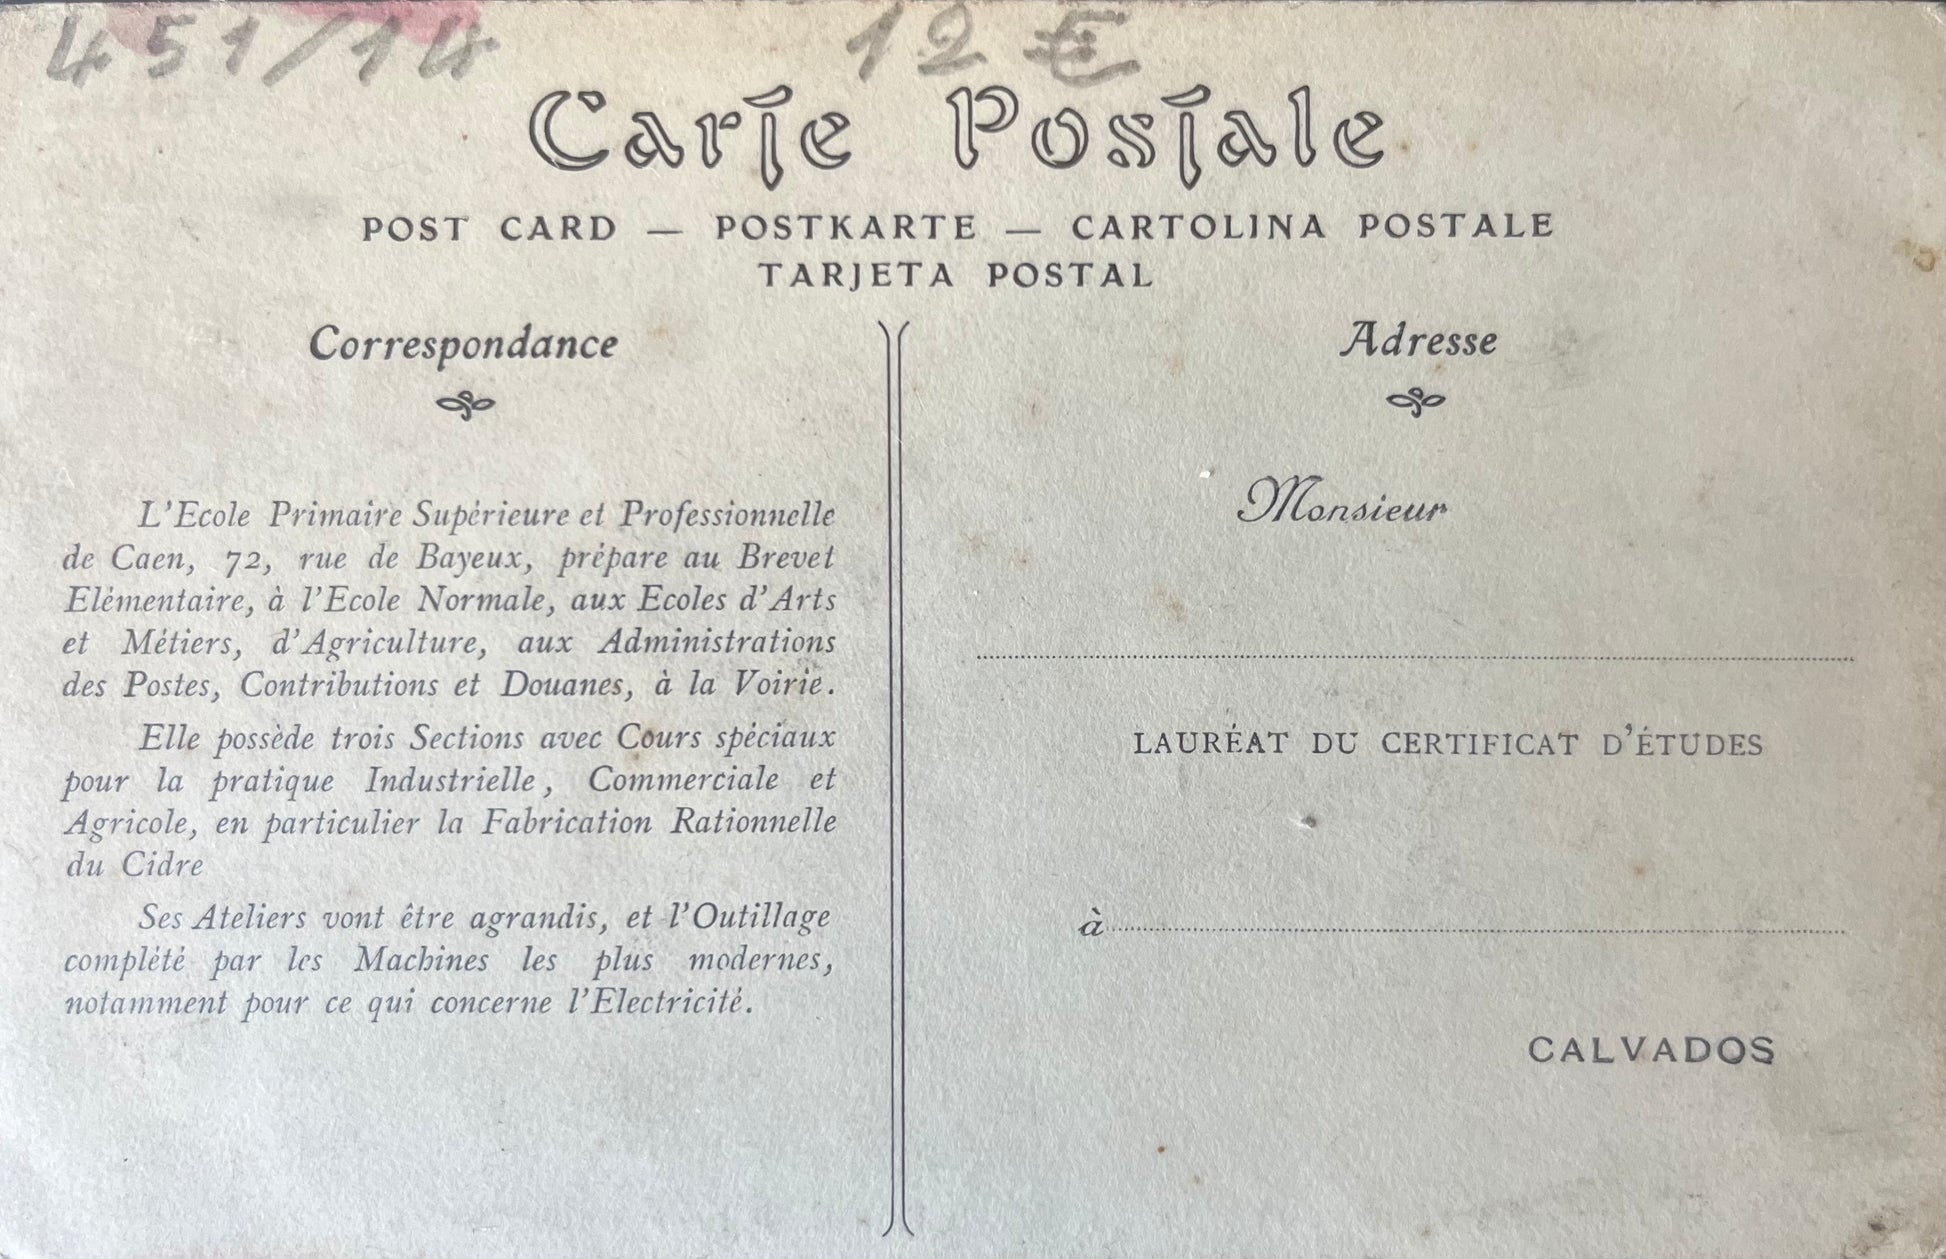 451/14
12 €
Carte Postale
POST CARD — POSTKARTE — CARTOLINA POSTALE
TARJETA POSTAL
Correspondance
L'Ecole Primaire Supérieure et Professionnelle
de Caen, 72, rue de Bayeux, prépare au Brevet
Elémentaire, à l'Ecole Normale, aux Ecoles d'Arts
et Métiers, d'Agriculture, aux Administrations
des Postes, Contributions et Douanes, à la Voirie.
Elle possède trois Sections avec Cours spéciaux
pour la pratique Industrielle, Commerciale et
Agricole, en particulier la Fabrication Rationnelle
du Cidre
Ses Ateliers vont être agrandis, et l'Outillage
complété par les Machines les plus modernes,
notamment pour ce qui concerne l'Electricité.
Adresse
Monsieur
LAURÉAT DU CERTIFICAT D'ÉTUDES
à
CALVADOS